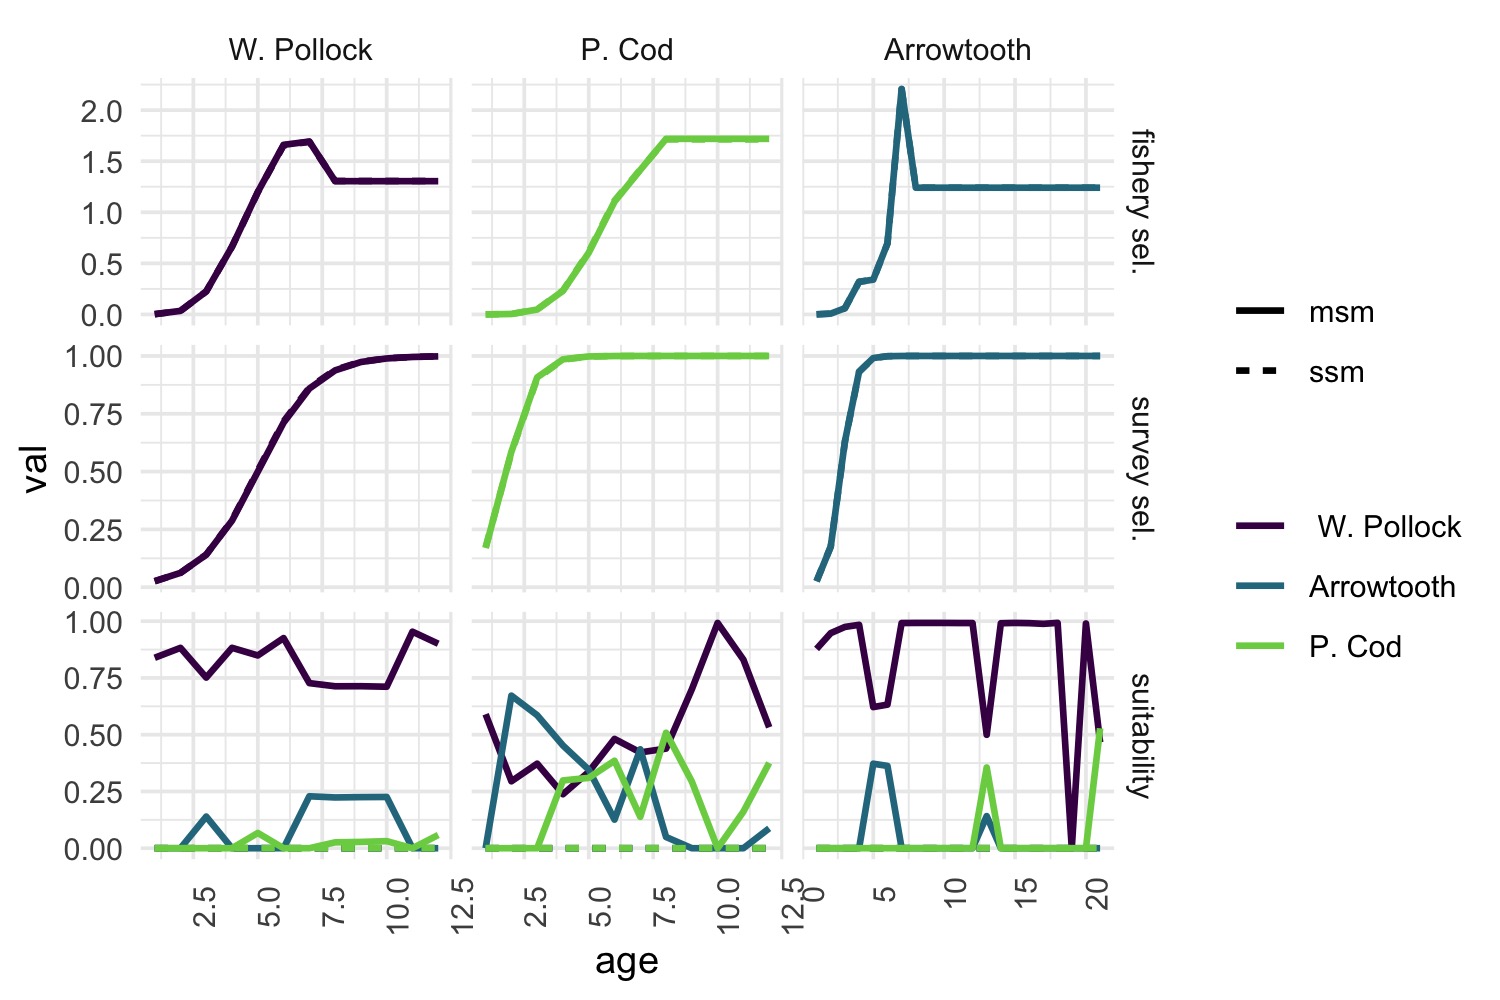 W. Pollock P. Cod Arrowtooth
2.0
1.5
1.0
0.5
0.0
fishery sel.
1.00
0.75
0.50
0.25
0.00
survey sel.
1.00
0.75
0.50
0.25
0.00
suitability
val
2.5 5.0 7.5 10.0 12.5 2.5 5.0 7.5 10.0 12.5 0 5 10 15 20
age
msm
ssm
W. Pollock
Arrowtooth
P. Cod